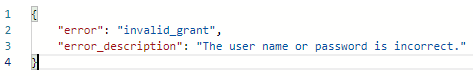 1 {
2     "error": "invalid_grant",
3     "error_description": "The user name or password is incorrect."
4 }